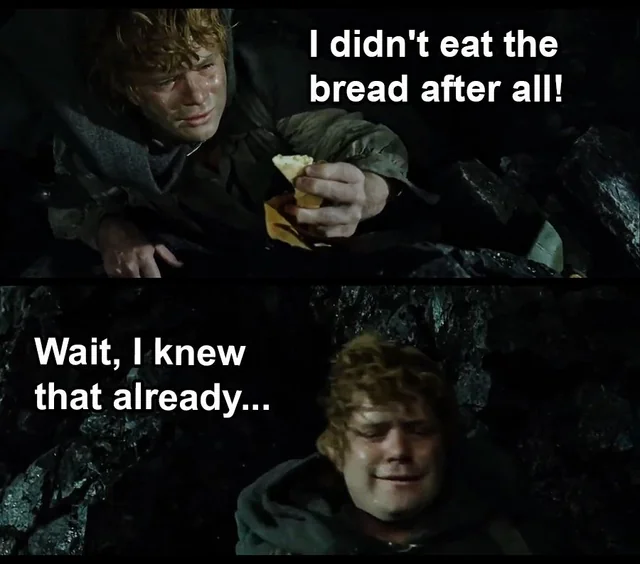 I didn't eat the
bread after all!
Wait, I knew
that already...